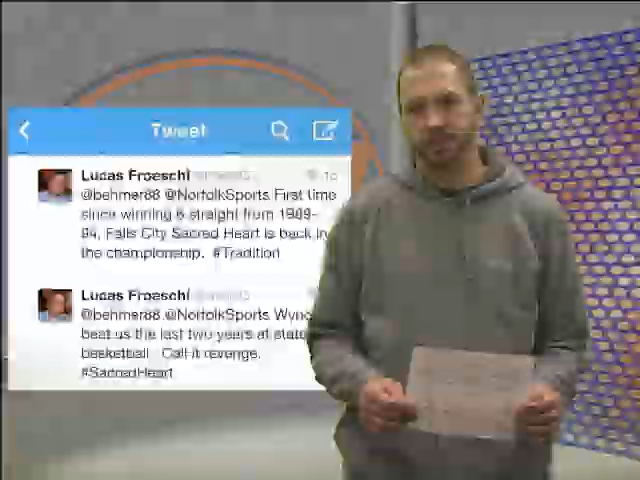 Tweet
Lucas Froeschl
@behmer88 @NorfolkSports First time
since winning 6 straight from 1989-
94, Falls City Sacred Heart is back in
the championship. #Tradition
Lucas Froeschl
@behmer88 @NorfolkSports
beat us the last two years at state
basketball. Call it revenge.
#SacredHeart